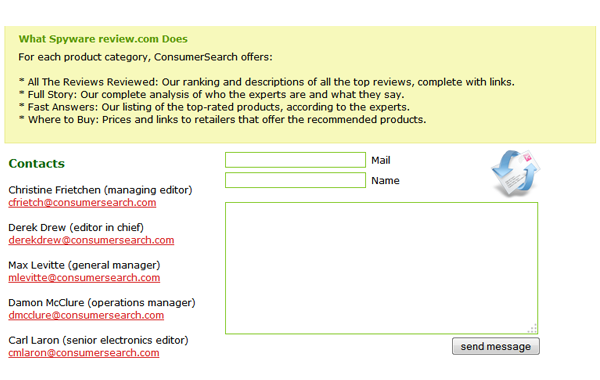 What Spyware review.com Does
For each product category, ConsumerSearch offers:
* All The Reviews Reviewed: Our ranking and descriptions of all the top reviews, complete with links.
* Full Story: Our complete analysis of who the experts are and what they say.
* Fast Answers: Our listing of the top-rated products, according to the experts.
* Where to Buy: Prices and links to retailers that offer the recommended products.
Contacts
Christine Frietchen (managing editor)
cfrietch@consumersearch.com
Derek Drew (editor in chief)
derekdrew@consumersearch.com
Max Levitte (general manager)
mlevitte@consumersearch.com
Damon McClure (operations manager)
dmcclure@consumersearch.com
Carl Laron (senior electronics editor)
cmlaron@consumersearch.com
Mail
Name
send message